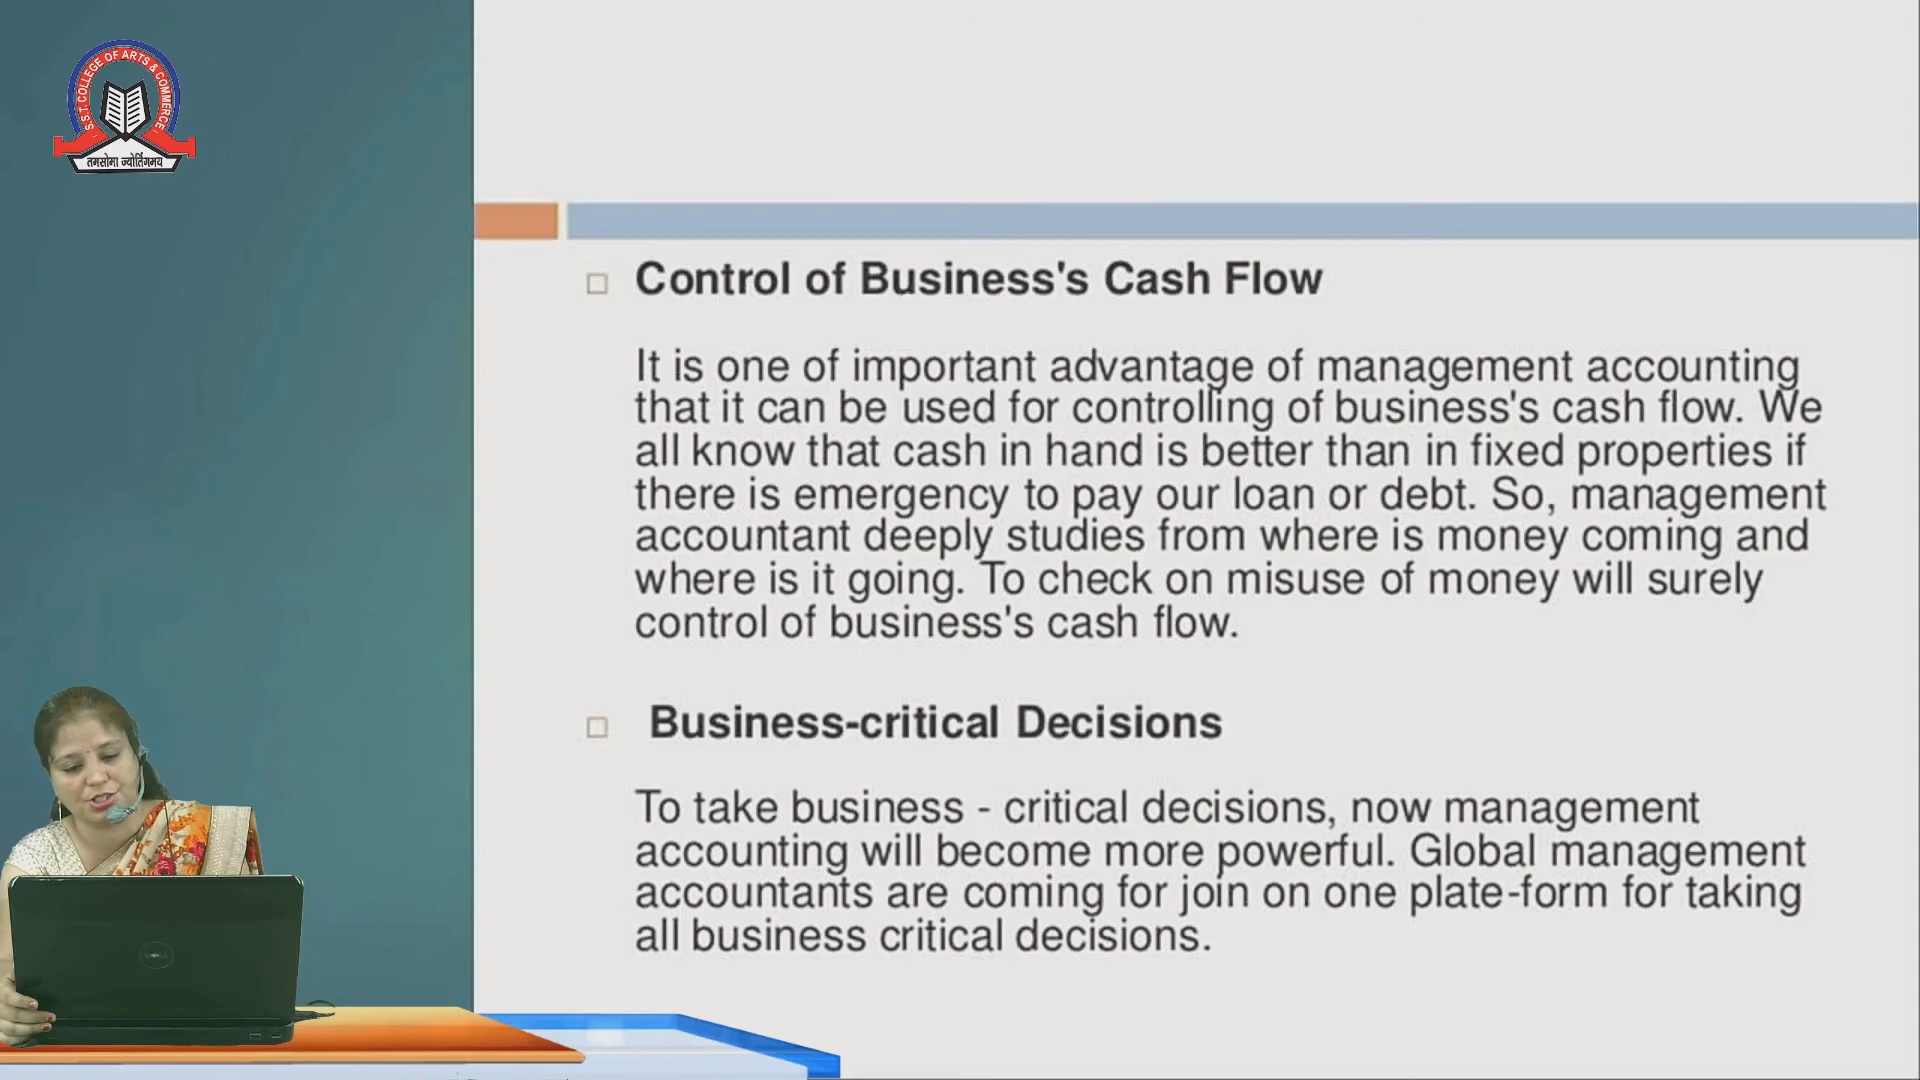 S.S.T. COLLEGE OF ARTS & COMMERCE
तमसोमा ज्योर्तिगमय
Control of Business's Cash Flow
It is one of important advantage of management accounting
that it can be used for controlling of business's cash flow. We
all know that cash in hand is better than in fixed properties if
there is emergency to pay our loan or debt. So, management
accountant deeply studies from where is money coming and
where is it going. To check on misuse of money will surely
control of business's cash flow.
Business-critical Decisions
To take business - critical decisions, now management
accounting will become more powerful. Global management
accountants are coming for join on one plate-form for taking
all business critical decisions.
DELL